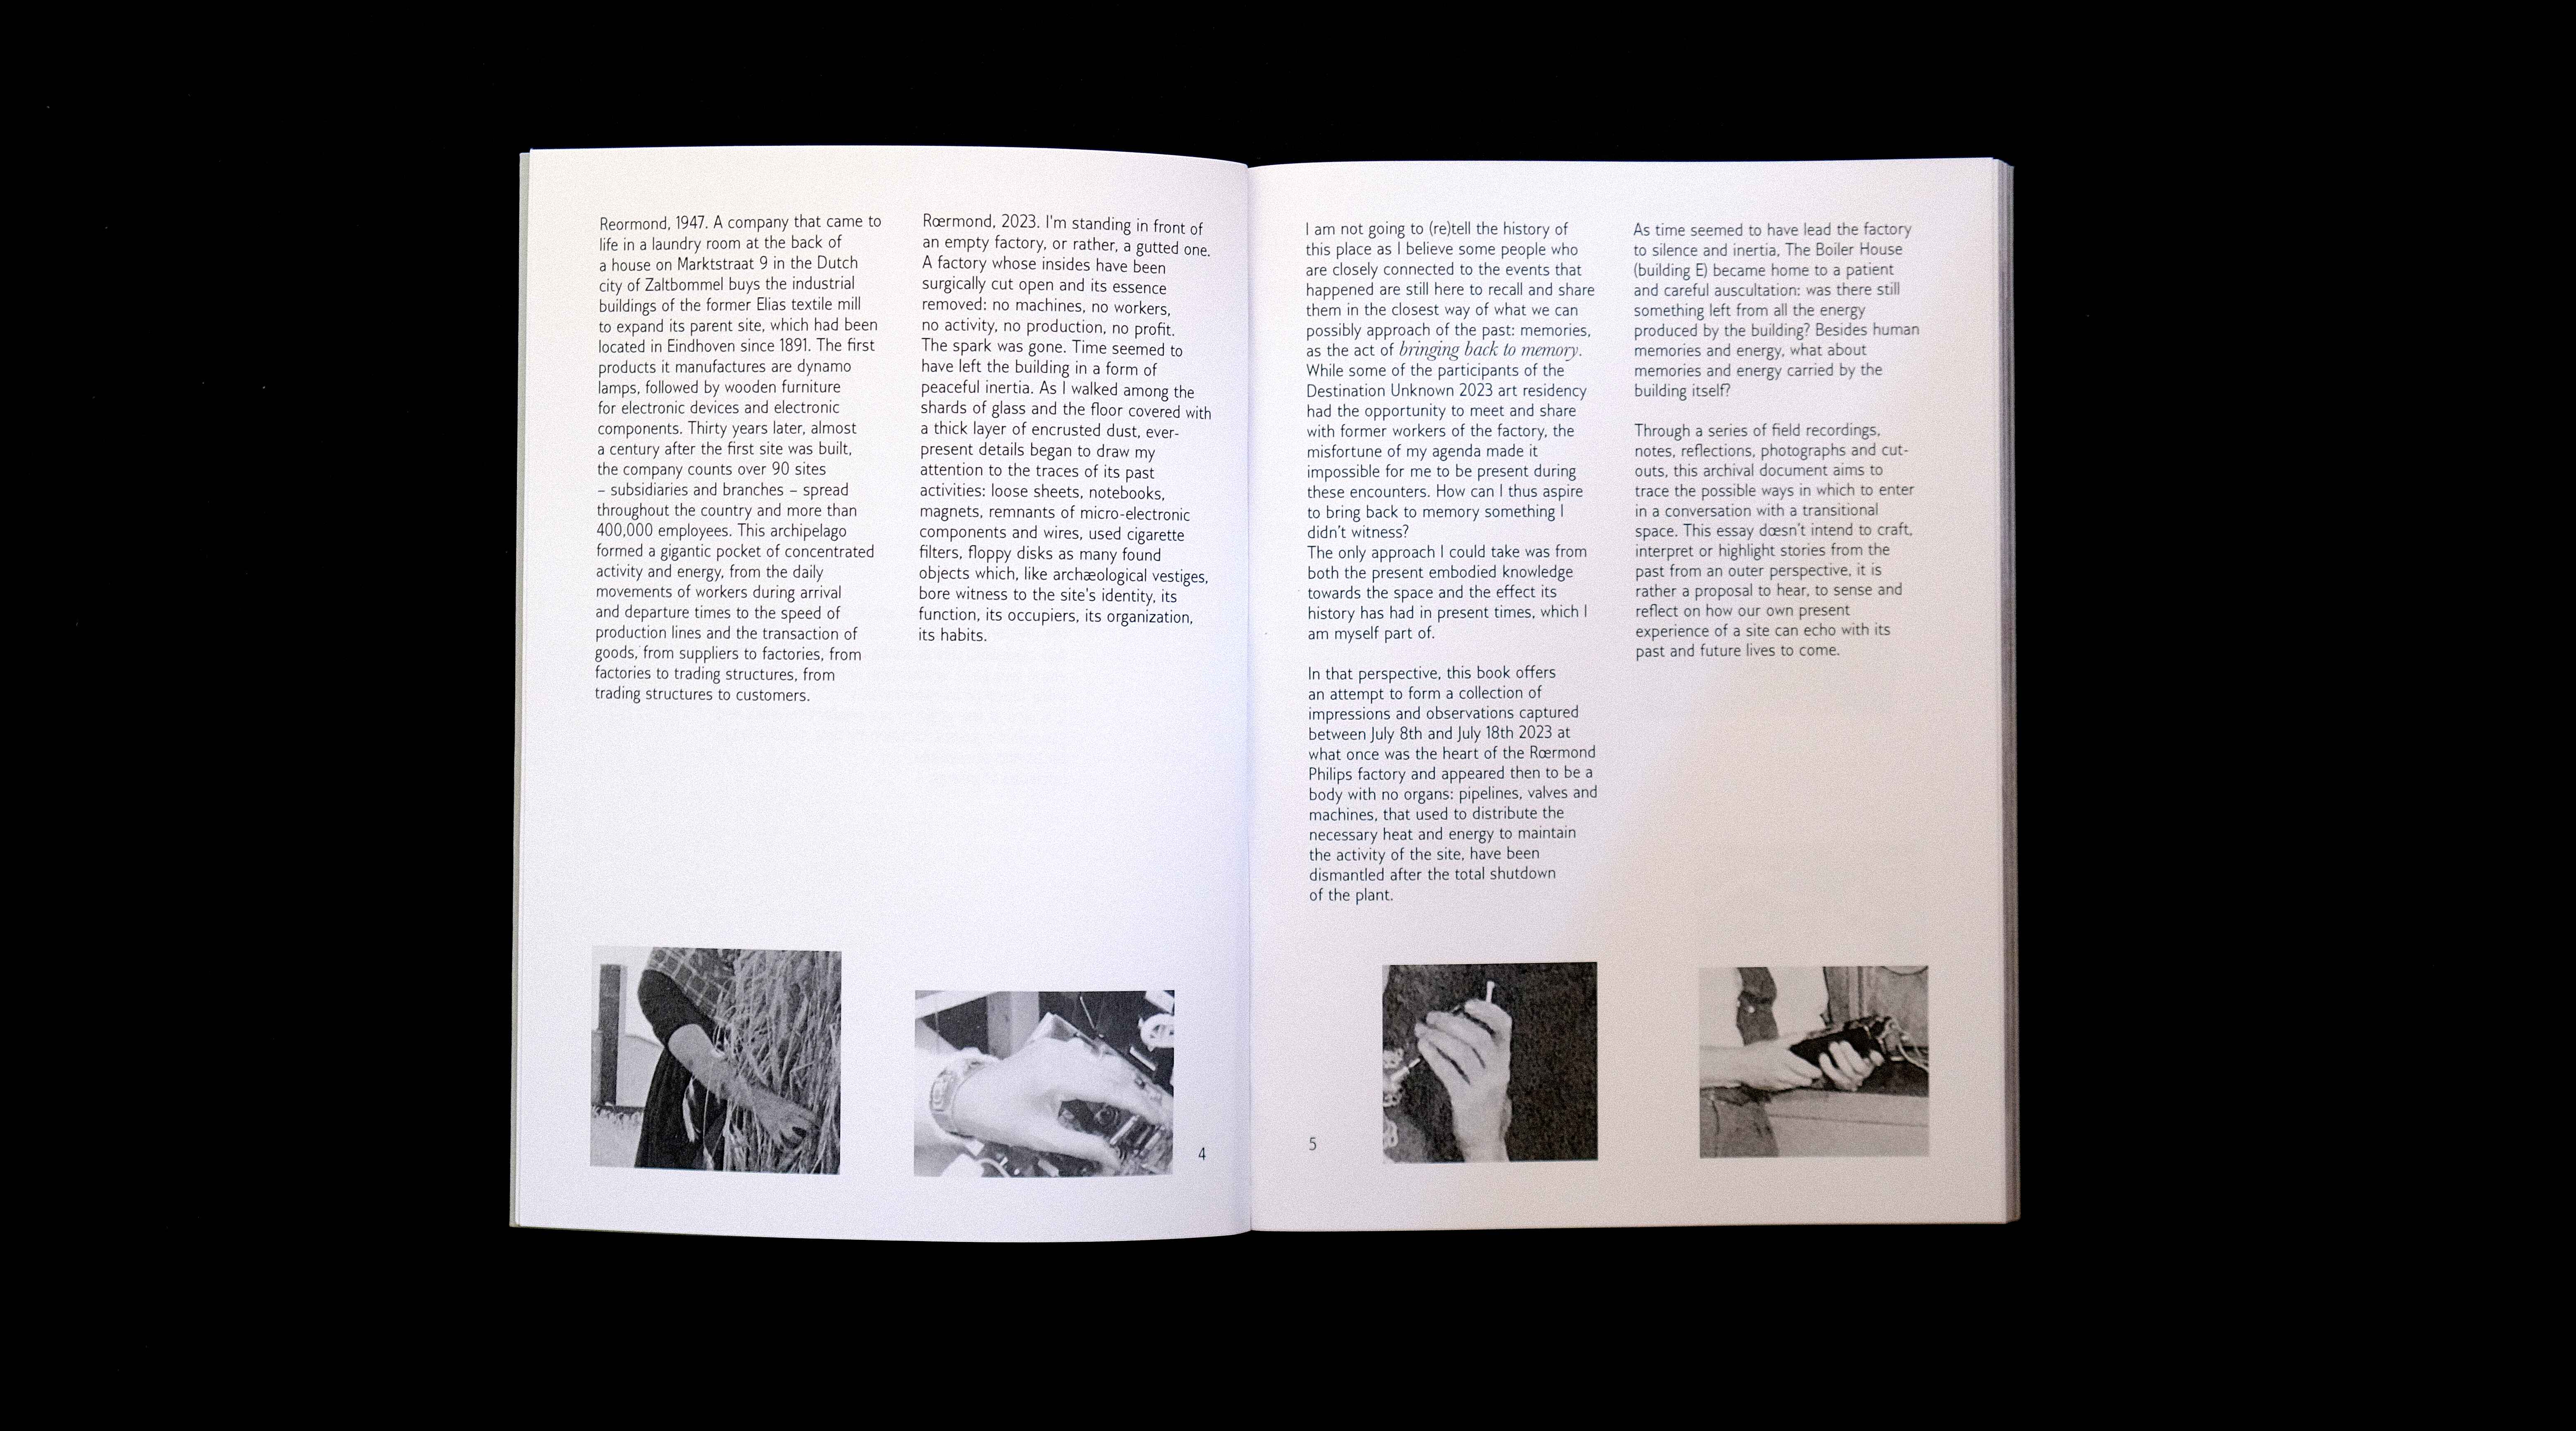 Reormond, 1947. A company that came to
life in a laundry room at the back of
a house on Marktstraat 9 in the Dutch
city of Zaltbommel buys the industrial
buildings of the former Elias textile mill
to expand its parent site, which had been
located in Eindhoven since 1891. The first
products it manufactures are dynamo
lamps, followed by wooden furniture
for electronic devices and electronic
components. Thirty years later, almost
a century after the first site was built,
the company counts over 90 sites
– subsidiaries and branches – spread
throughout the country and more than
400,000 employees. This archipelago
formed a gigantic pocket of concentrated
activity and energy, from the daily
movements of workers during arrival
and departure times to the speed of
production lines and the transaction of
goods, from suppliers to factories, from
factories to trading structures, from
trading structures to customers.
Rœrmond, 2023. I'm standing in front of
an empty factory, or rather, a gutted one.
A factory whose insides have been
surgically cut open and its essence
removed: no machines, no workers,
no activity, no production, no profit.
The spark was gone. Time seemed to
have left the building in a form of
peaceful inertia. As I walked among the
shards of glass and the floor covered with
a thick layer of encrusted dust, ever-
present details began to draw my
attention to the traces of its past
activities: loose sheets, notebooks,
magnets, remnants of micro-electronic
components and wires, used cigarette
filters, floppy disks as many found
objects which, like archæological vestiges,
bore witness to the site's identity, its
function, its occupiers, its organization,
its habits.
4
I am not going to (re)tell the history of
this place as I believe some people who
are closely connected to the events that
happened are still here to recall and share
them in the closest way of what we can
possibly approach of the past: memories,
as the act of bringing back to memory.
While some of the participants of the
Destination Unknown 2023 art residency
had the opportunity to meet and share
with former workers of the factory, the
misfortune of my agenda made it
impossible for me to be present during
these encounters. How can I thus aspire
to bring back to memory something I
didn't witness?
The only approach I could take was from
both the present embodied knowledge
towards the space and the effect its
history has had in present times, which I
am myself part of.
In that perspective, this book offers
an attempt to form a collection of
impressions and observations captured
between July 8th and July 18th 2023 at
what once was the heart of the Rœrmond
Philips factory and appeared then to be a
body with no organs: pipelines, valves and
machines, that used to distribute the
necessary heat and energy to maintain
the activity of the site, have been
dismantled after the total shutdown
of the plant.
As time seemed to have lead the factory
to silence and inertia, The Boiler House
(building E) became home to a patient
and careful auscultation: was there still
something left from all the energy
produced by the building? Besides human
memories and energy, what about
memories and energy carried by the
building itself?
Through a series of field recordings,
notes, reflections, photographs and cut-
outs, this archival document aims to
trace the possible ways in which to enter
in a conversation with a transitional
space. This essay dœsn't intend to craft,
interpret or highlight stories from the
past from an outer perspective, it is
rather a proposal to hear, to sense and
reflect on how our own present
experience of a site can echo with its
past and future lives to come.
5